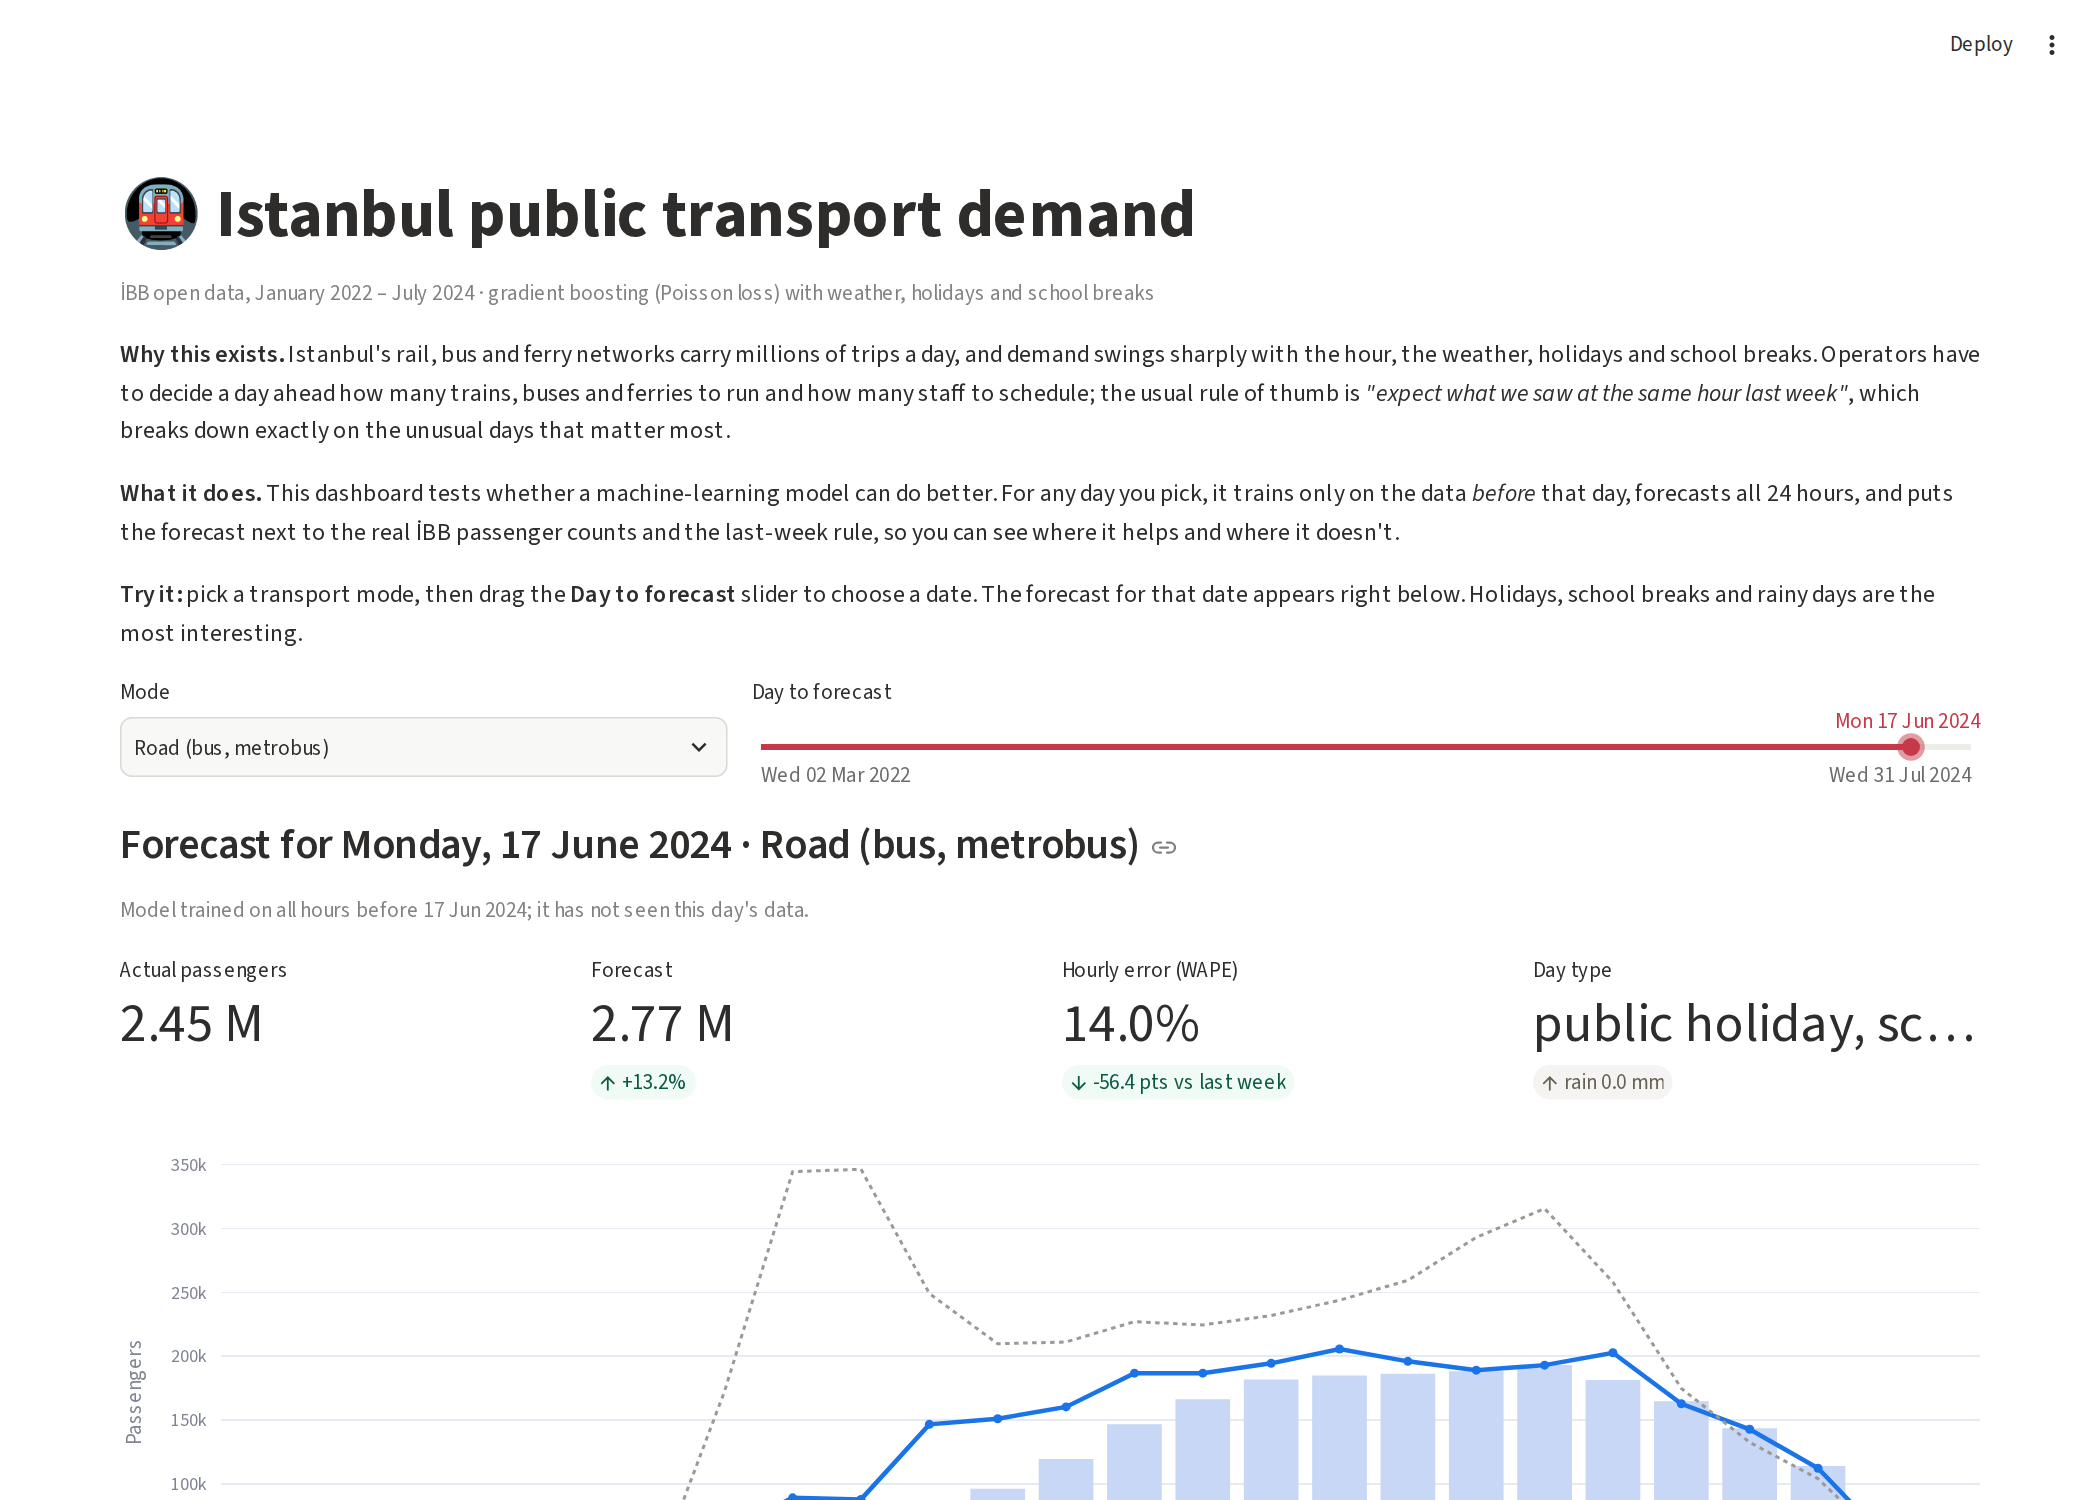 Deploy
Istanbul public transport demand
İBB open data, January 2022 – July 2024 · gradient boosting (Poisson loss) with weather, holidays and school breaks
Why this exists. Istanbul's rail, bus and ferry networks carry millions of trips a day, and demand swings sharply with the hour, the weather, holidays and school breaks. Operators have
to decide a day ahead how many trains, buses and ferries to run and how many staff to schedule; the usual rule of thumb is "expect what we saw at the same hour last week", which
breaks down exactly on the unusual days that matter most.
What it does. This dashboard tests whether a machine-learning model can do better. For any day you pick, it trains only on the data before that day, forecasts all 24 hours, and puts
the forecast next to the real İBB passenger counts and the last-week rule, so you can see where it helps and where it doesn't.
Try it: pick a transport mode, then drag the Day to forecast slider to choose a date. The forecast for that date appears right below. Holidays, school breaks and rainy days are the
most interesting.
Mode
Day to forecast
Mon 17 Jun 2024
Road (bus, metrobus)
Wed 02 Mar 2022
Wed 31 Jul 2024
Forecast for Monday, 17 June 2024 · Road (bus, metrobus)
Model trained on all hours before 17 Jun 2024; it has not seen this day's data.
Actual passengers
2.45 M
Forecast
2.77 M
↑ +13.2%
Hourly error (WAPE)
14.0%
↓ -56.4 pts vs last week
Day type
public holiday, sc…
↑ rain 0.0 mm
350k
300k
250k
200k
150k
100k
Passengers